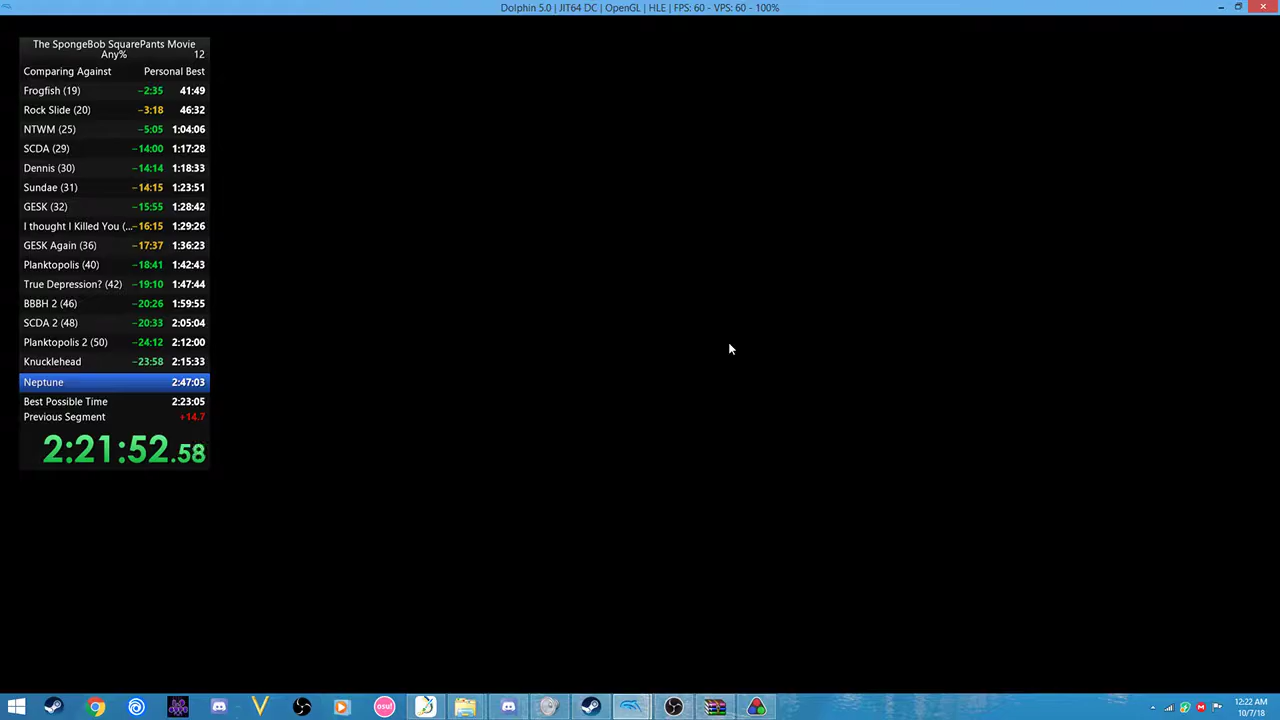 Dolphin 5.0 | JIT64 DC | OpenGL | HLE | FPS: 60 - VPS: 60 - 100%
The SpongeBob SquarePants Movie
Any% 12
Comparing Against Personal Best
Frogfish (19) −2:35 41:49
Rock Slide (20) −3:18 46:32
NTWM (25) −5:05 1:04:06
SCDA (29) −14:00 1:17:28
Dennis (30) −14:14 1:18:33
Sundae (31) −14:15 1:23:51
GESK (32) −15:55 1:28:42
I thought I Killed You (... −16:15 1:29:26
GESK Again (36) −17:37 1:36:23
Planktopolis (40) −18:41 1:42:43
True Depression? (42) −19:10 1:47:44
BBBH 2 (46) −20:26 1:59:55
SCDA 2 (48) −20:33 2:05:04
Planktopolis 2 (50) −24:12 2:12:00
Knucklehead −23:58 2:15:33
Neptune 2:47:03
Best Possible Time 2:23:05
Previous Segment +14.7
2:21:52.58
osu!
12:22 AM
10/7/18